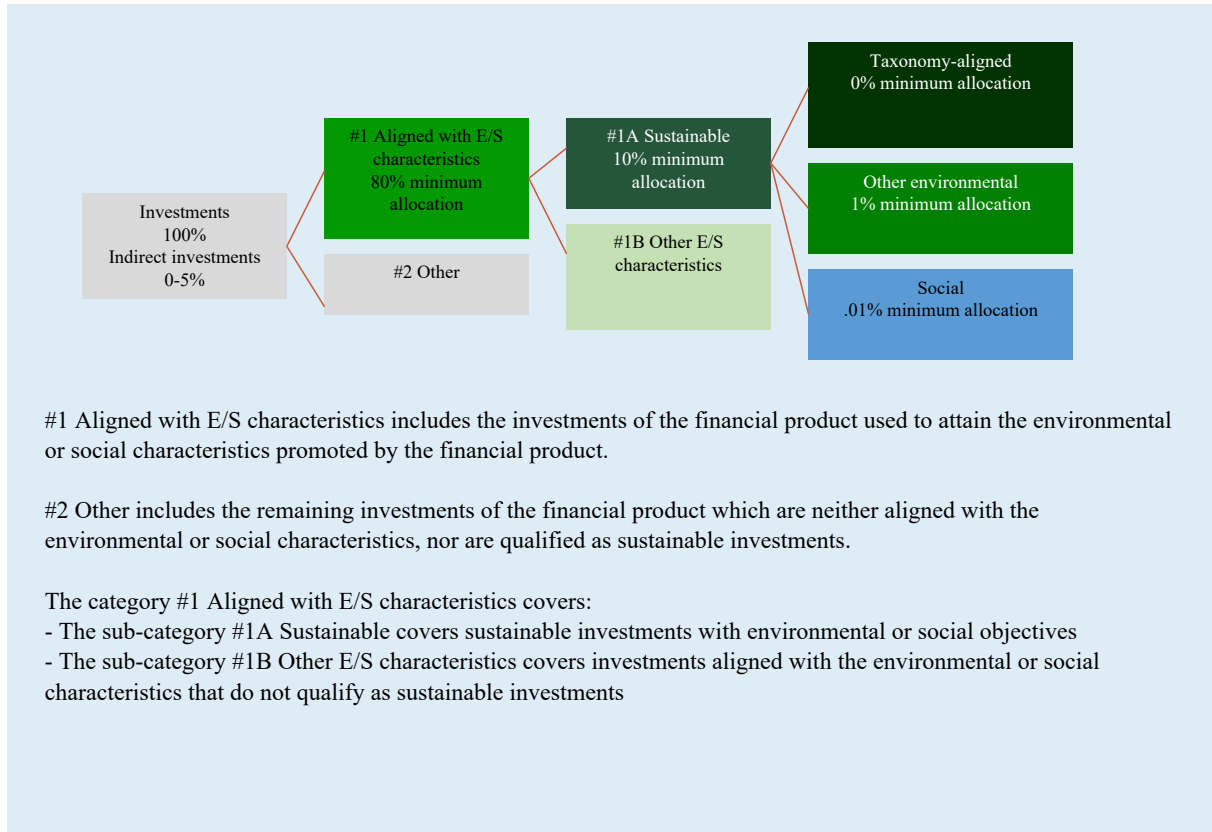 Investments
100%
Indirect investments
0-5%
#1 Aligned with E/S
characteristics
80% minimum
allocation
#2 Other
#1A Sustainable
10% minimum
allocation
#1B Other E/S
characteristics
Taxonomy-aligned
0% minimum allocation
Other environmental
1% minimum allocation
Social
.01% minimum allocation
#1 Aligned with E/S characteristics includes the investments of the financial product used to attain the environmental
or social characteristics promoted by the financial product.
#2 Other includes the remaining investments of the financial product which are neither aligned with the
environmental or social characteristics, nor are qualified as sustainable investments.
The category #1 Aligned with E/S characteristics covers:
- The sub-category #1A Sustainable covers sustainable investments with environmental or social objectives
- The sub-category #1B Other E/S characteristics covers investments aligned with the environmental or social
characteristics that do not qualify as sustainable investments